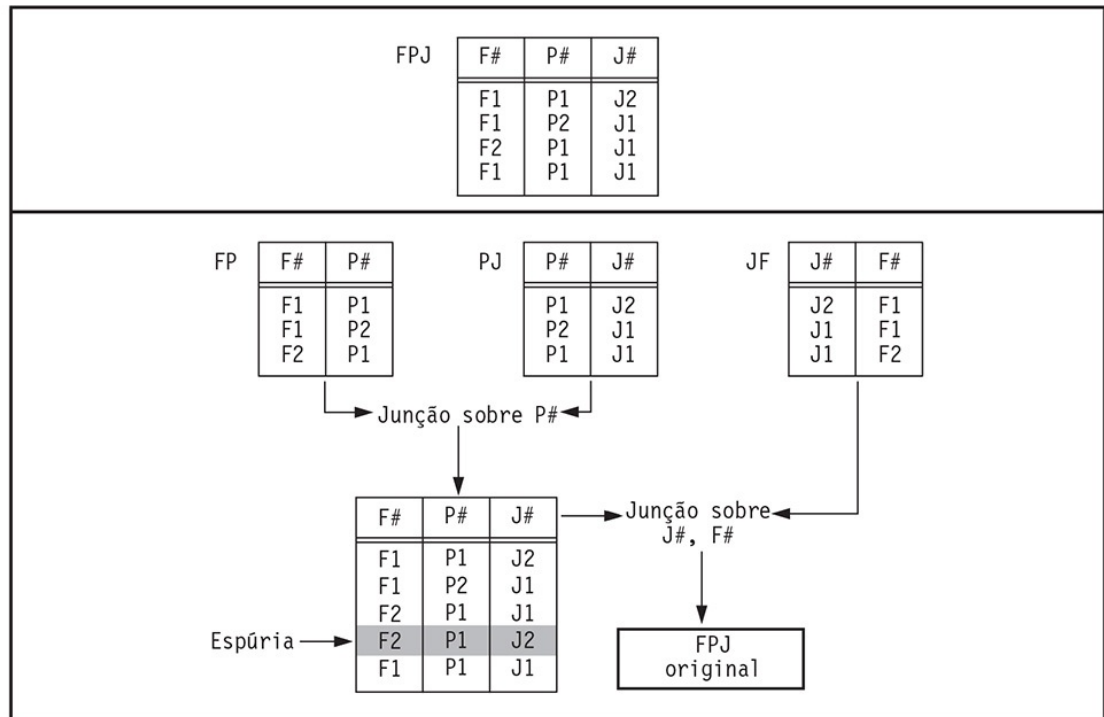 FPJ F# P# J#
F1 P1 J2
F1 P2 J1
F2 P1 J1
F1 P1 J1
FP F# P#
F1 P1
F1 P2
F2 P1
PJ P# J#
P1 J2
P2 J1
P1 J1
JF J# F#
J2 F1
J1 F1
J1 F2
Junção sobre P#
F# P# J#
F1 P1 J2
F1 P2 J1
F2 P1 J1
Espúria F2 P1 J2
F1 P1 J1
Junção sobre
J#, F#
FPJ
original